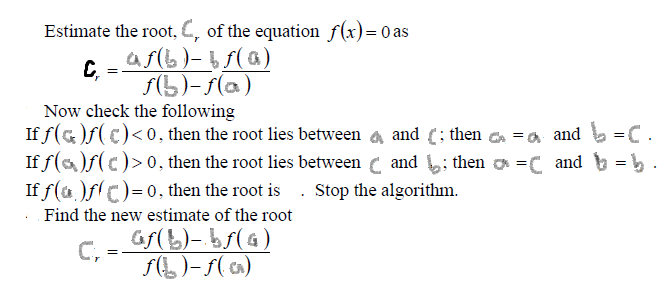 Estimate the root, C_r of the equation f(x) = 0 as
C_r = (a f(b) – b f(a)) / (f(b) – f(a))
Now check the following
If f(a)f(c) < 0, then the root lies between a and c; then a = a and b = c.
If f(a)f(c) > 0, then the root lies between c and b; then a = c and b = b.
If f(a)f(c) = 0, then the root is . Stop the algorithm.
Find the new estimate of the root
C_r = (a f(b) – b f(a)) / (f(b) – f(a))